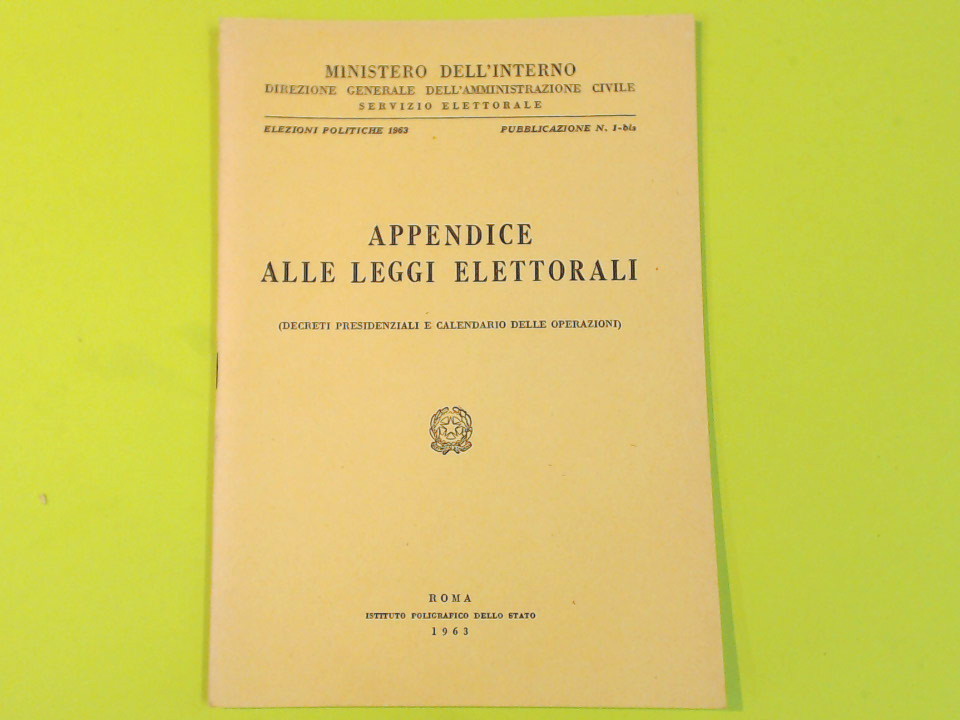 MINISTERO DELL'INTERNO
DIREZIONE GENERALE DELL'AMMINISTRAZIONE CIVILE
SERVIZIO ELETTORALE
ELEZIONI POLITICHE 1963 PUBBLICAZIONE N. 1-bis
APPENDICE
ALLE LEGGI ELETTORALI
(DECRETI PRESIDENZIALI E CALENDARIO DELLE OPERAZIONI)
ROMA
ISTITUTO POLIGRAFICO DELLO STATO
1963